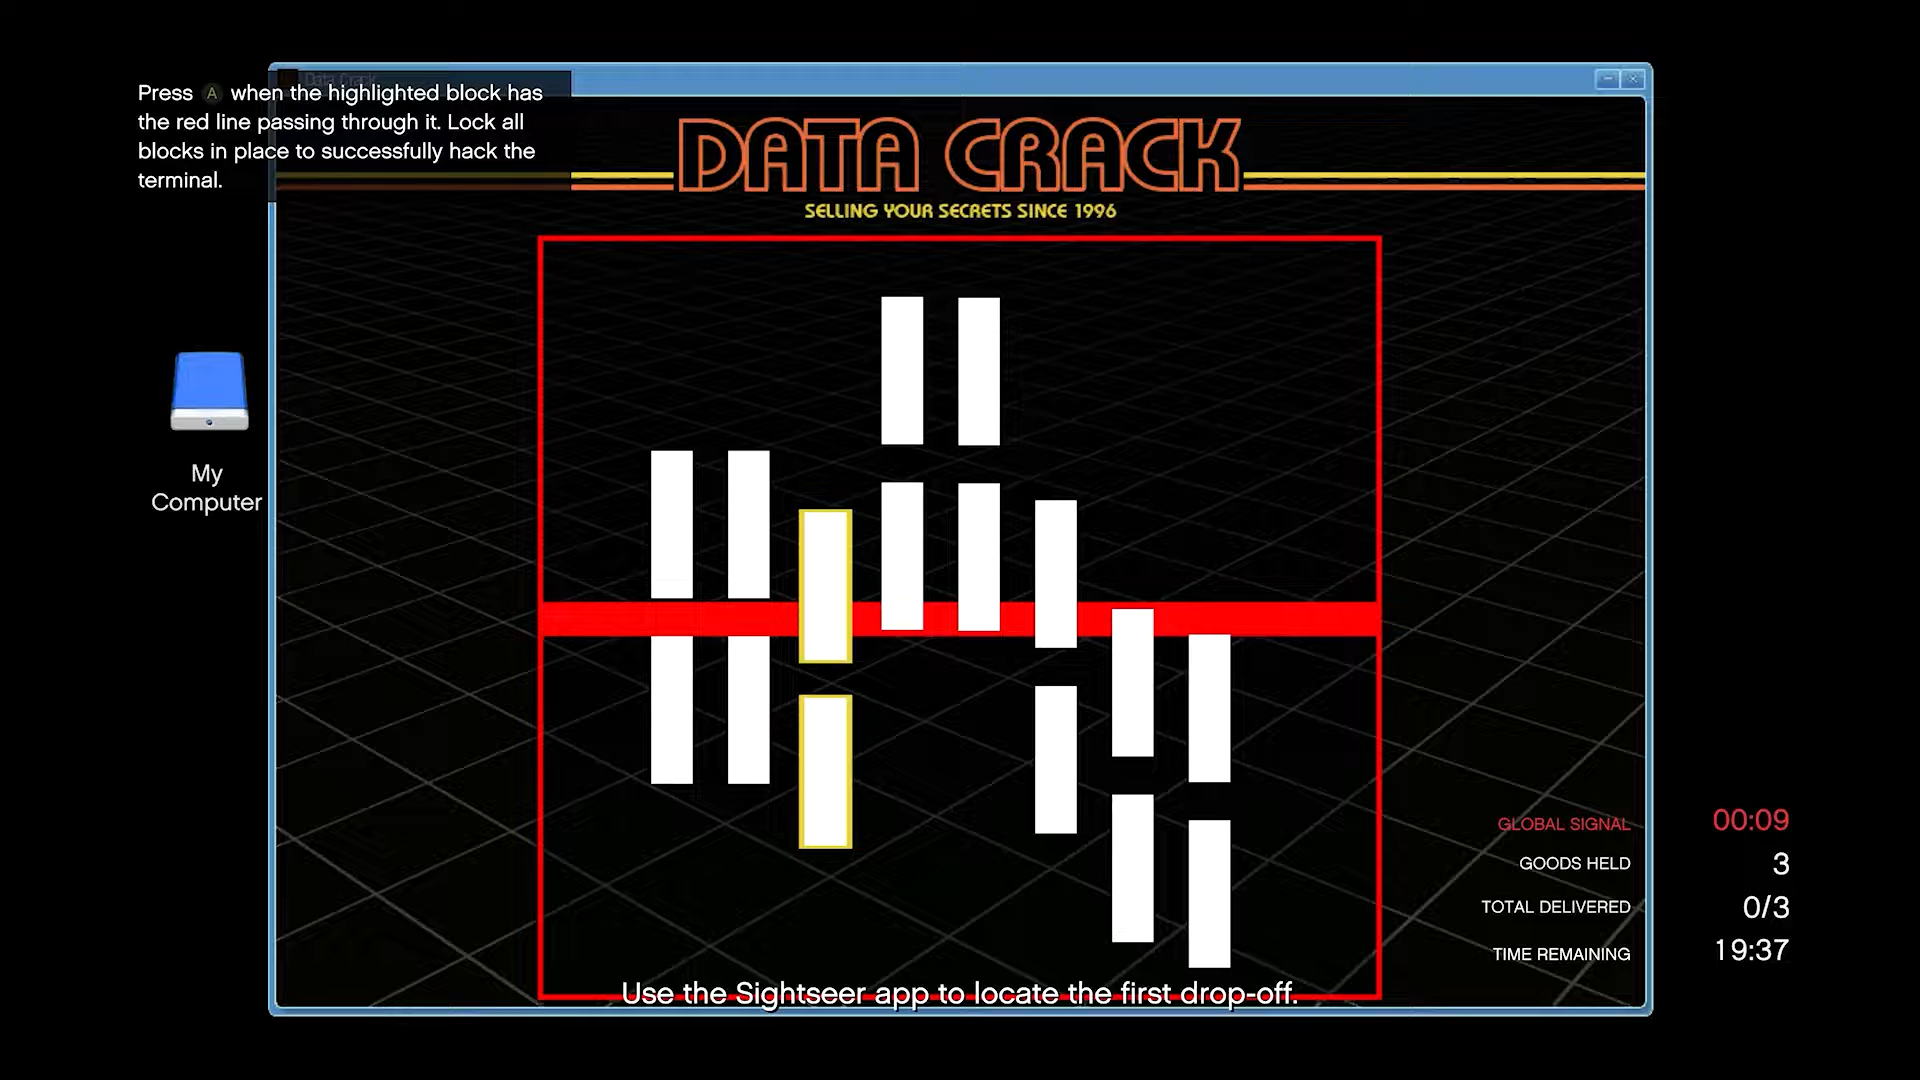 Data Crack
Press A when the highlighted block has
the red line passing through it. Lock all
blocks in place to successfully hack the
terminal.
DATA CRACK
SELLING YOUR SECRETS SINCE 1996
My
Computer
GLOBAL SIGNAL 00:09
GOODS HELD 3
TOTAL DELIVERED 0/3
TIME REMAINING 19:37
Use the Sightseer app to locate the first drop-off.